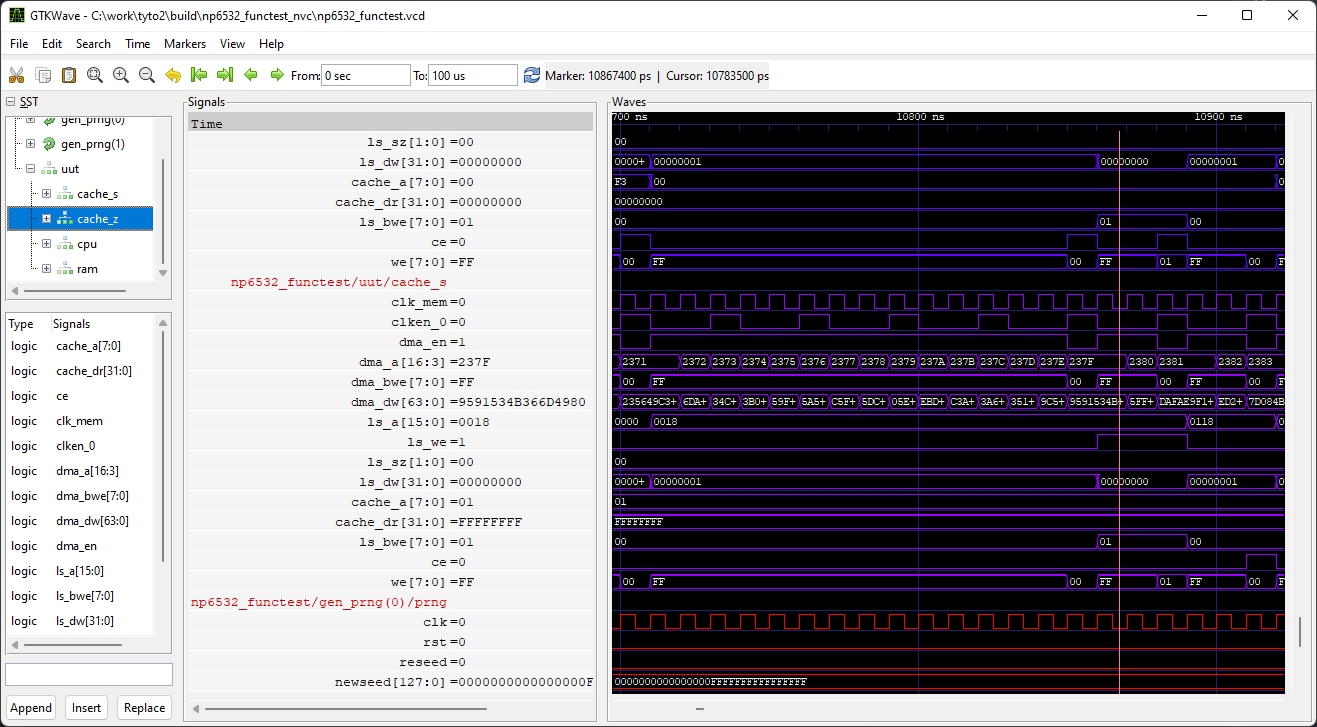 GTKWave - C:\work\tyto2\build\np6532_functest_nvc\np6532_functest.vcd
File Edit Search Time Markers View Help
From: 0 sec To: 100 us Marker: 10867400 ps | Cursor: 10783500 ps
SST
gen_prng(0)
gen_prng(1)
uut
cache_s
cache_z
cpu
ram
Type Signals
logic cache_a[7:0]
logic cache_dr[31:0]
logic ce
logic clk_mem
logic clken_0
logic dma_a[16:3]
logic dma_bwe[7:0]
logic dma_dw[63:0]
logic dma_en
logic ls_a[15:0]
logic ls_bwe[7:0]
logic ls_dw[31:0]
Append Insert Replace
Signals
Time
ls_sz[1:0] =00
ls_dw[31:0] =00000000
cache_a[7:0] =00
cache_dr[31:0] =00000000
ls_bwe[7:0] =01
ce =0
we[7:0] =FF
np6532_functest/uut/cache_s
clk_mem =0
clken_0 =0
dma_en =1
dma_a[16:3] =237F
dma_bwe[7:0] =FF
dma_dw[63:0] =9591534B366D4980
ls_a[15:0] =0018
ls_we =1
ls_sz[1:0] =00
ls_dw[31:0] =00000000
cache_a[7:0] =01
cache_dr[31:0] =FFFFFFFF
ls_bwe[7:0] =01
ce =0
we[7:0] =FF
np6532_functest/gen_prng(0)/prng
clk =0
rst =0
reseed =0
newseed[127:0] =0000000000000000F
Waves
700 ns 10800 ns 10900 ns
00
0000+ 00000001 00000000 00000001 0
F3 00 0
00000000
00 01 00
00 FF 00 FF 01 FF 00 F
2371 2372 2373 2374 2375 2376 2377 2378 2379 237A 237B 237C 237D 237E 237F 2380 2381 2382 2383
00 FF 00 FF 00 FF 00 F
235649C3+ 6DA+ 34C+ 3B0+ 59F+ 5A5+ C5F+ 5DC+ 05E+ EBD+ C3A+ 3A6+ 351+ 9C5+ 9591534B+ 5FF+ DAFAE9F1+ ED2+ 7D084B
0000 0018 0118 0
00
0000+ 00000001 00000000 00000001 0
01
FFFFFFFF
00 01 00
00 FF 00 FF 01 FF 00 F
0000000000000000FFFFFFFFFFFFFFFF